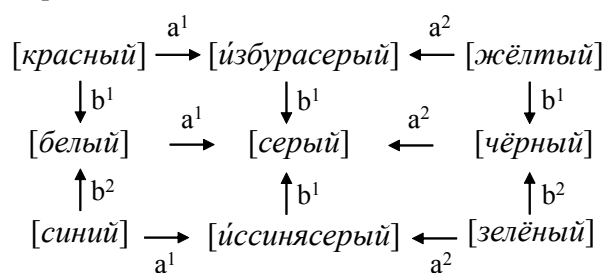 a¹ a²
[красный] [и́збурасерый] [жёлтый]
b¹ b¹ b¹
a¹ a²
[белый] [серый] [чёрный]
b² b¹ b²
[синий] [и́ссинясерый] [зелёный]
a¹ a²